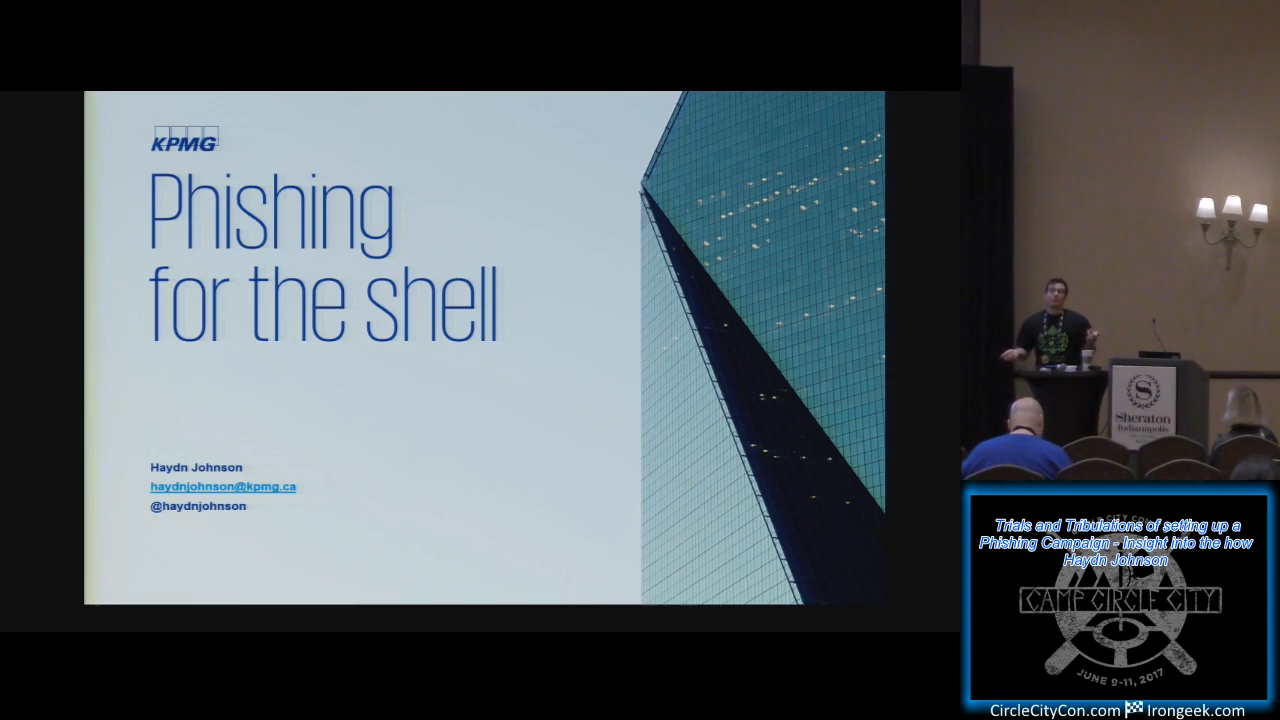 KPMG
Phishing
for the shell
Haydn Johnson
haydnjohnson@kpmg.ca
@haydnjohnson
S
Sheraton
Indianapolis
Trials and Tribulations of setting up a
Phishing Campaign - Insight into the how
Haydn Johnson
CAMP CIRCLE CITY
JUNE 9-11, 2017
CircleCityCon.com
Irongeek.com